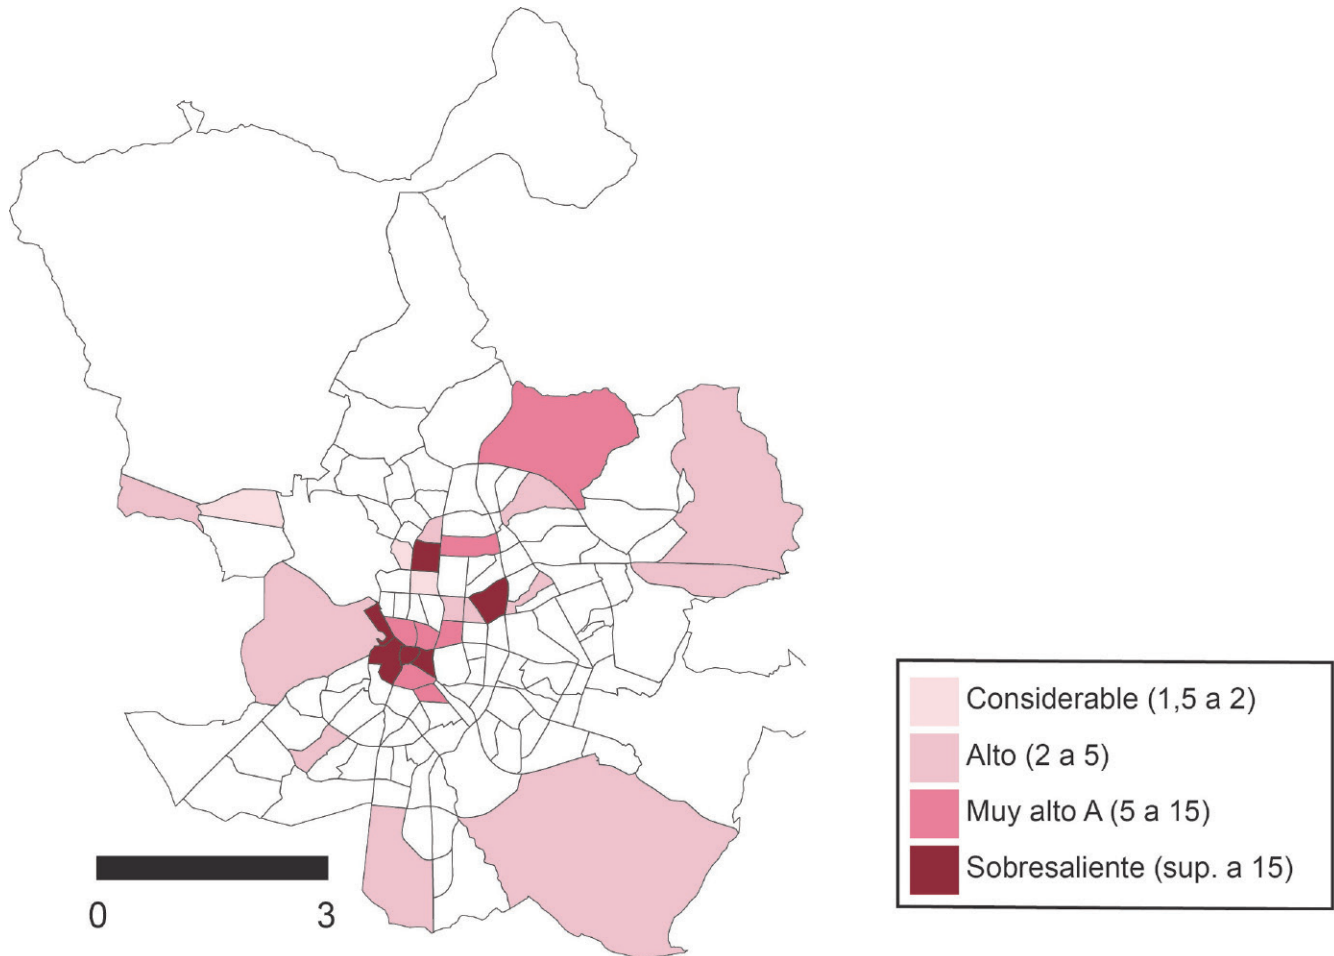 Considerable (1,5 a 2)
Alto (2 a 5)
Muy alto A (5 a 15)
Sobresaliente (sup. a 15)
0 3